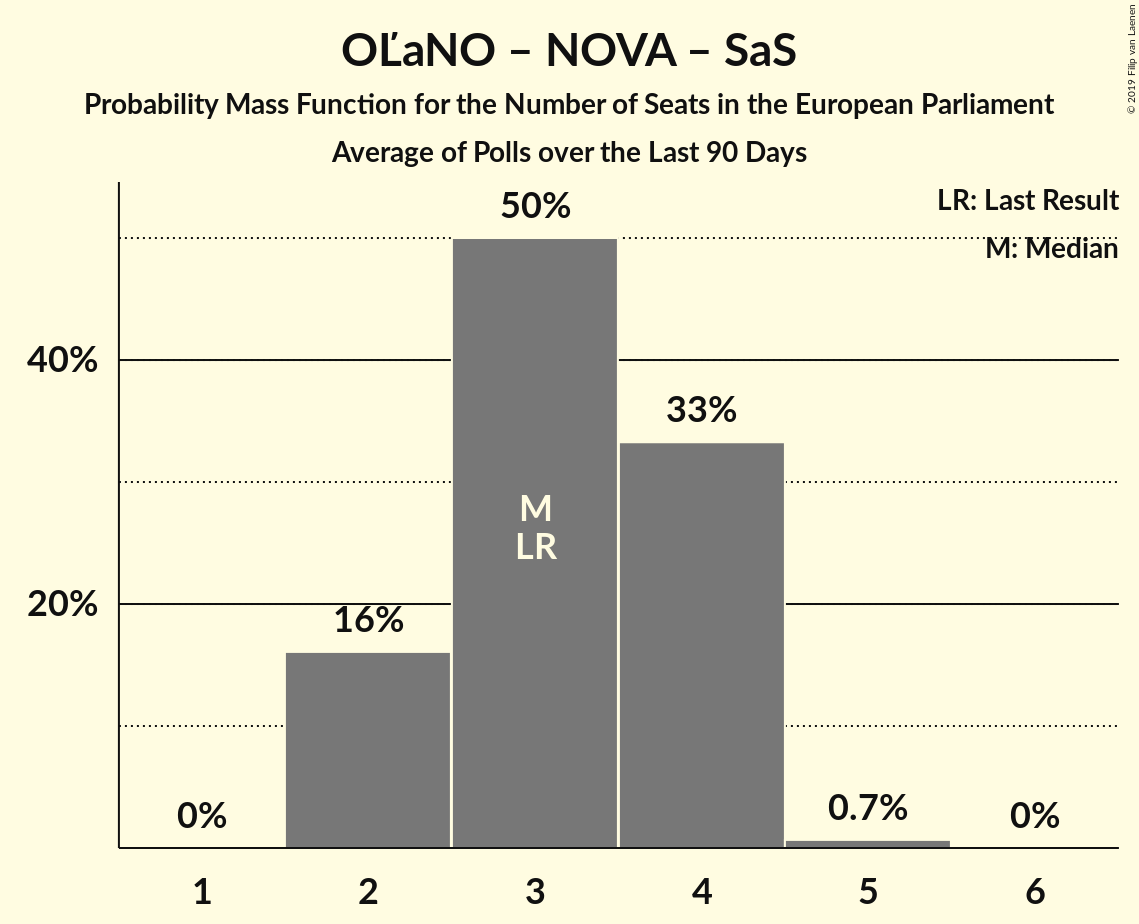 OĽaNO – NOVA – SaS
Probability Mass Function for the Number of Seats in the European Parliament
Average of Polls over the Last 90 Days
© 2019 Filip van Laenen
LR: Last Result
M: Median
50%
40%
33%
M
LR
20%
16%
0%
0.7%
0%
1
2
3
4
5
6